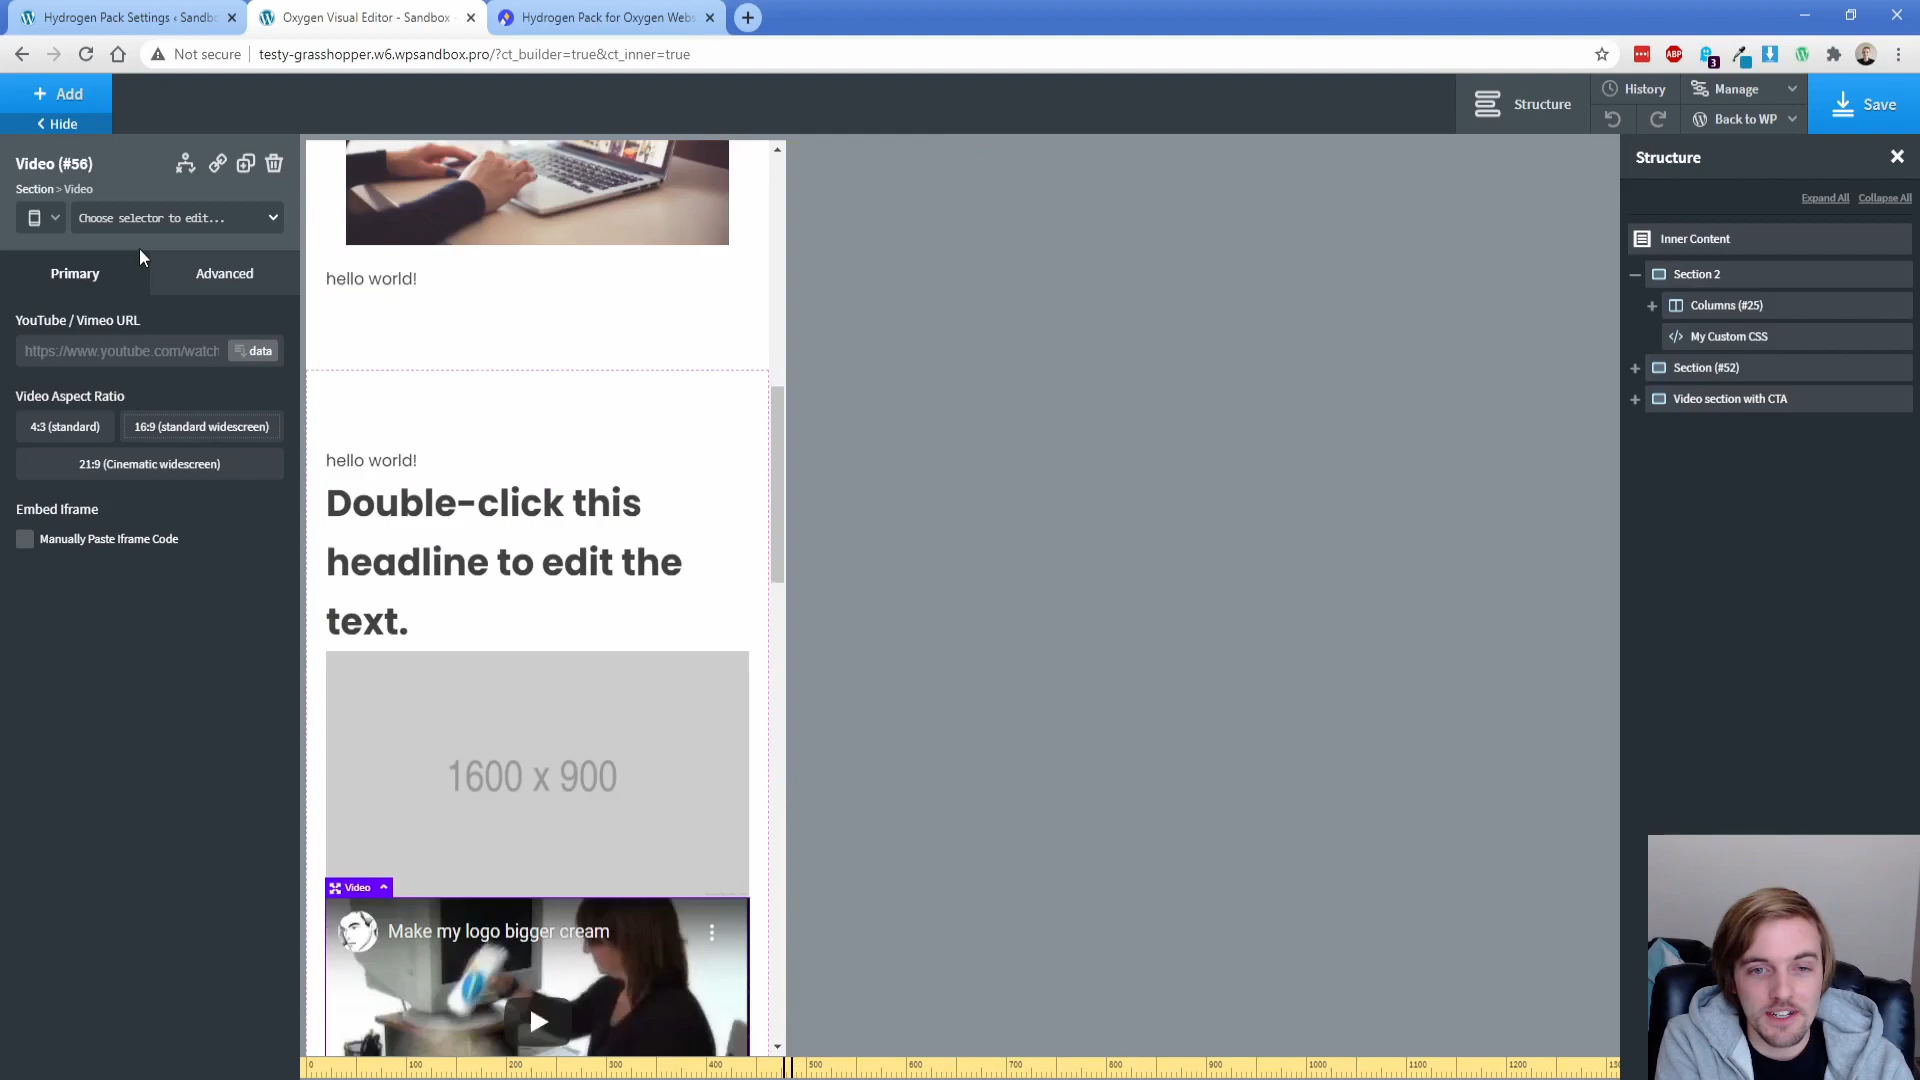 Hydrogen Pack Settings ‹ Sandbo
Oxygen Visual Editor - Sandbox -
Hydrogen Pack for Oxygen Webs
Not secure
testy-grasshopper.w6.wpsandbox.pro/?ct_builder=true&ct_inner=true
ABP
3
+ Add
Hide
Structure
History
Manage
Back to WP
Save
Video (#56)
Section > Video
Choose selector to edit...
Primary
Advanced
YouTube / Vimeo URL
https://www.youtube.com/watch
data
Video Aspect Ratio
4:3 (standard)
16:9 (standard widescreen)
21:9 (Cinematic widescreen)
Embed Iframe
Manually Paste Iframe Code
hello world!
hello world!
Double-click this
headline to edit the
text.
1600 x 900
Video
Make my logo bigger cream
Structure
Expand All
Collapse All
Inner Content
Section 2
Columns (#25)
My Custom CSS
Section (#52)
Video section with CTA
0
100
200
300
400
500
600
700
800
900
1000
1100
1200